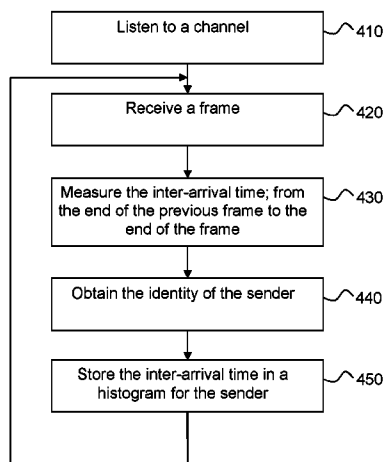 Listen to a channel
410
Receive a frame
420
Measure the inter-arrival time; from
the end of the previous frame to the
end of the frame
430
Obtain the identity of the sender
440
Store the inter-arrival time in a
histogram for the sender
450